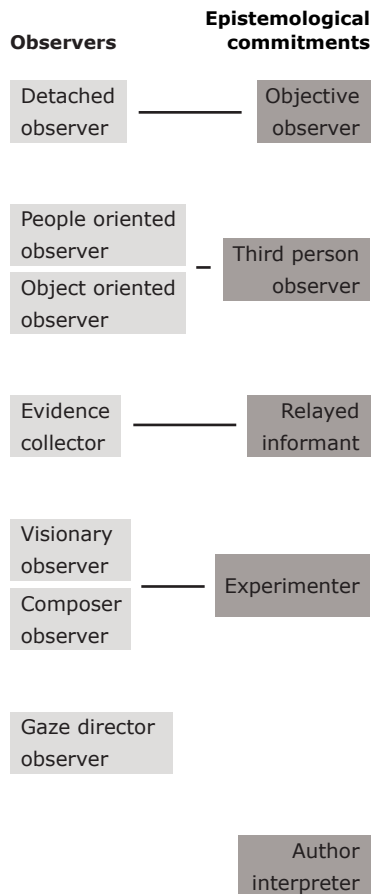 Observers
Epistemological
commitments
Detached
observer
Objective
observer
People oriented
observer
Object oriented
observer
Third person
observer
Evidence
collector
Relayed
informant
Visionary
observer
Composer
observer
Experimenter
Gaze director
observer
Author
interpreter